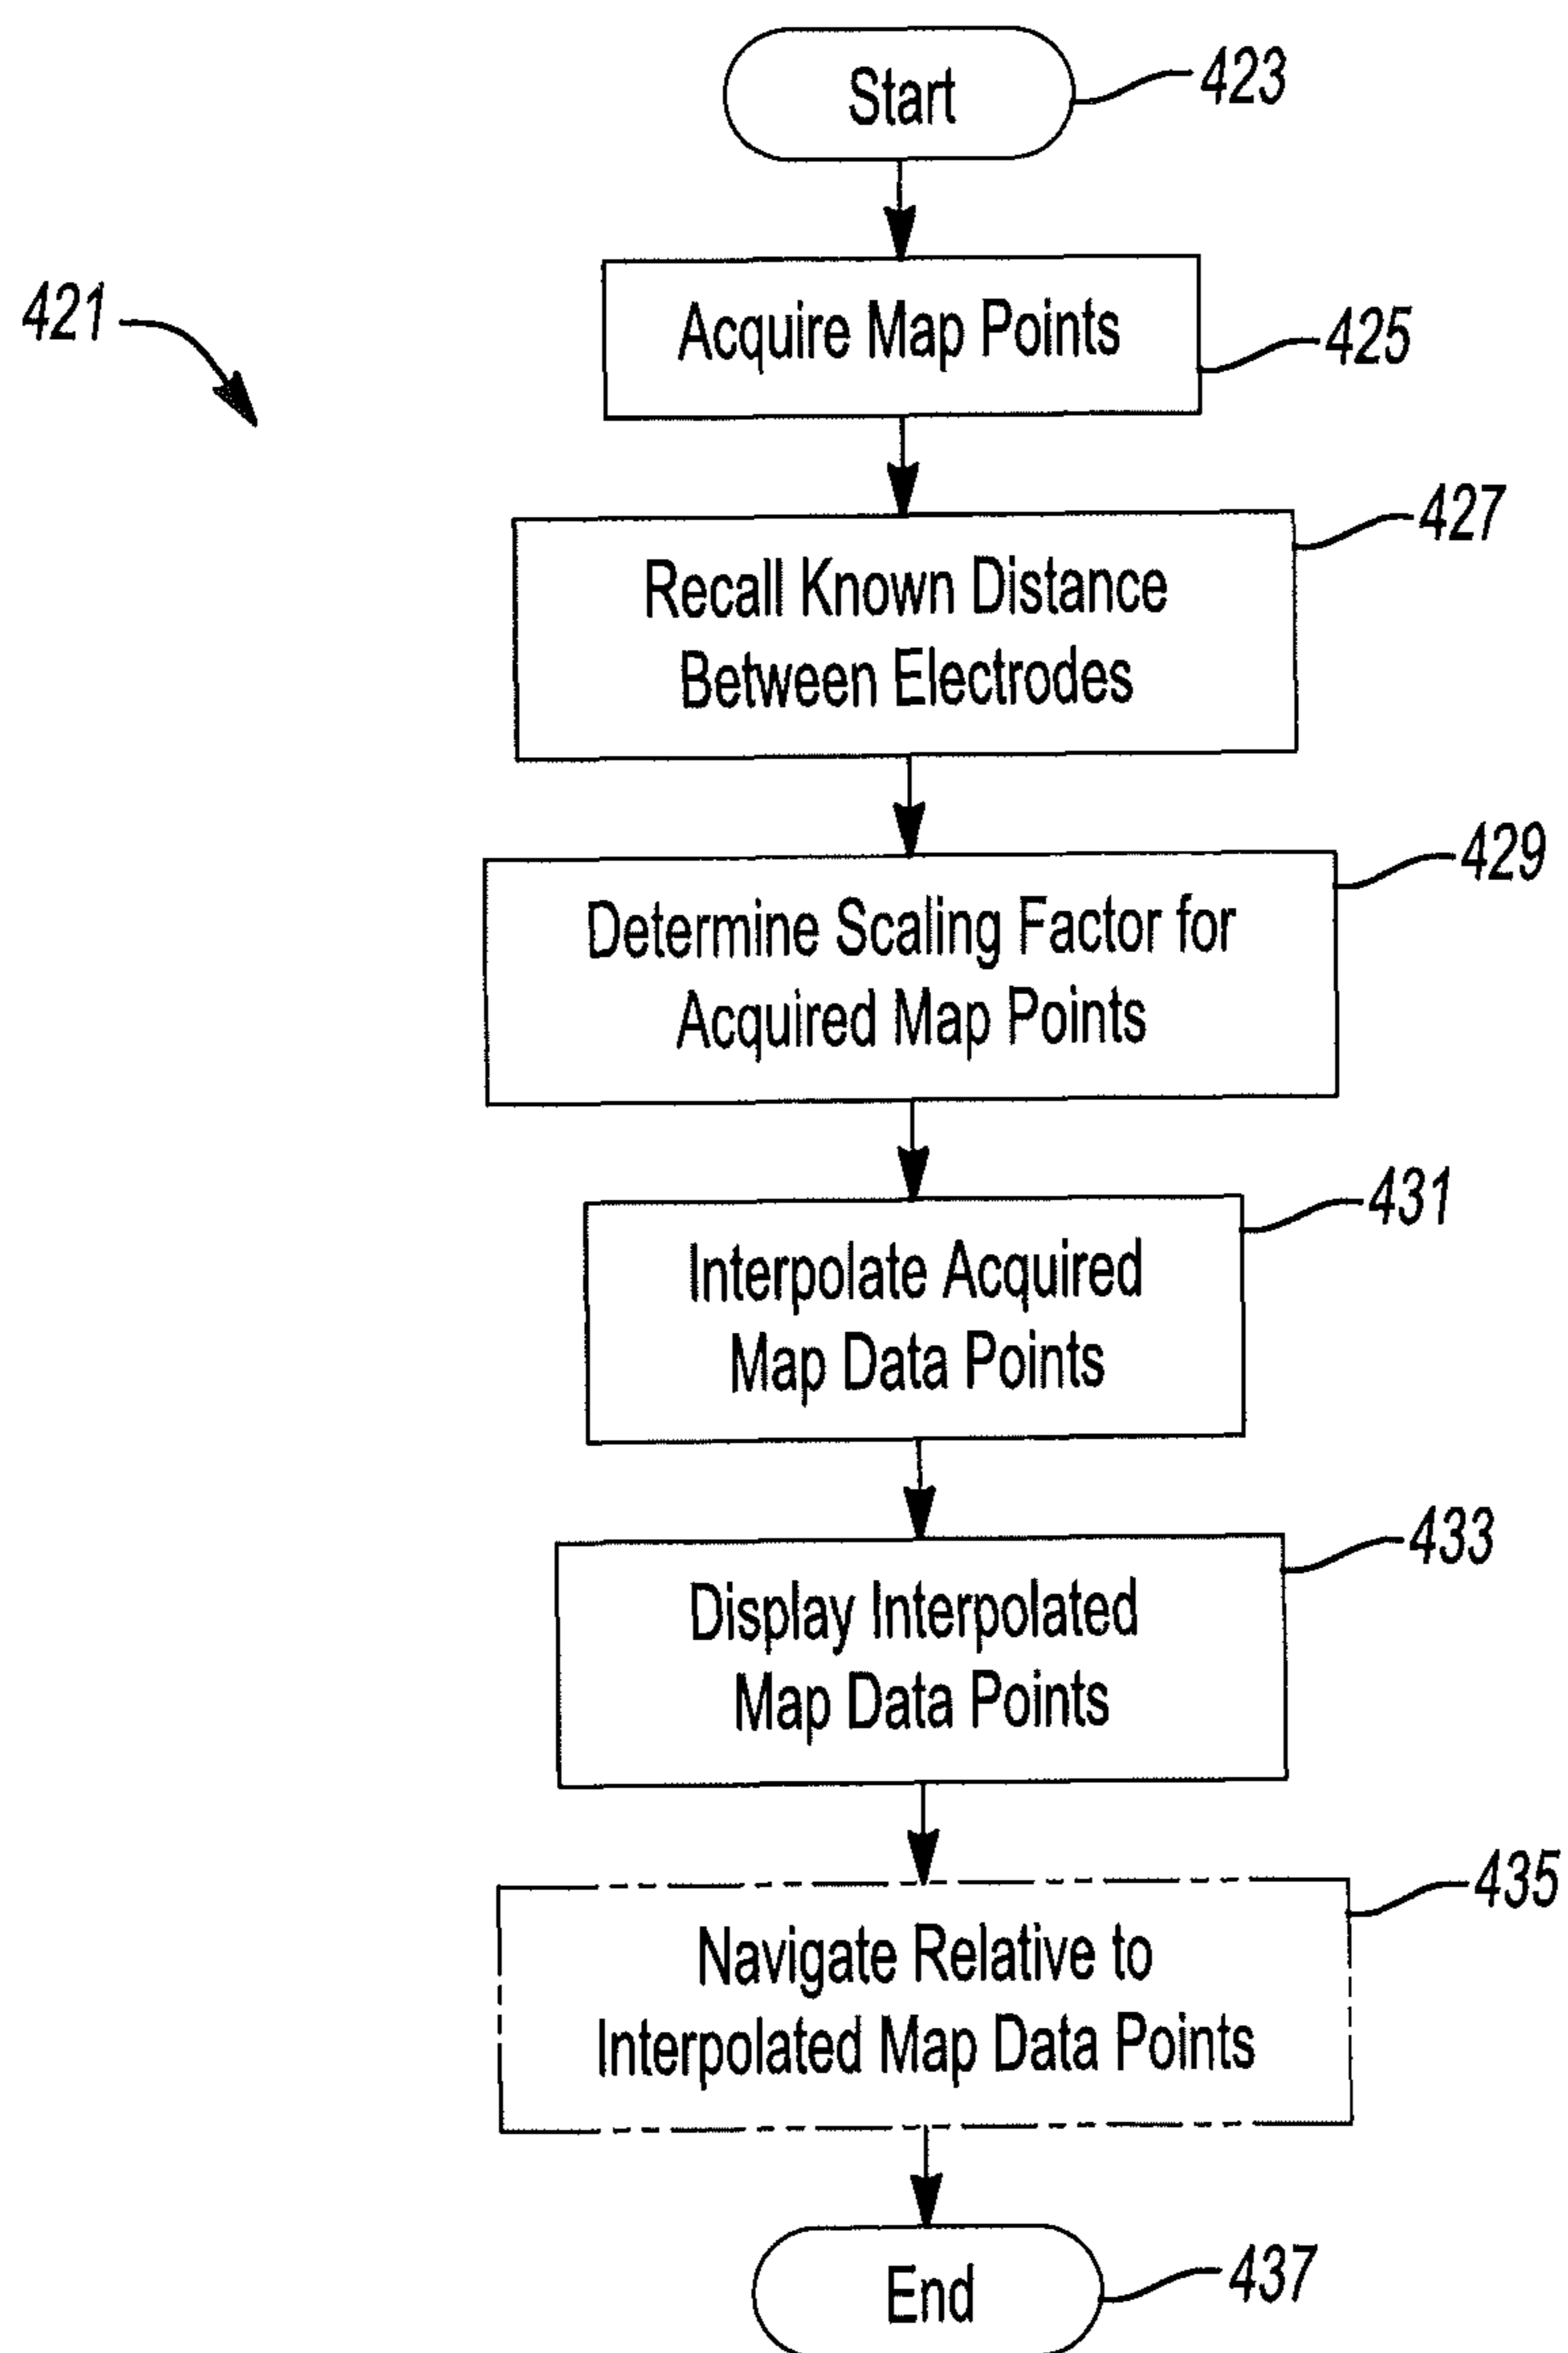 Start
423
421
Acquire Map Points
425
427
Recall Known Distance
Between Electrodes
429
Determine Scaling Factor for
Acquired Map Points
431
Interpolate Acquired
Map Data Points
433
Display Interpolated
Map Data Points
435
Navigate Relative to
Interpolated Map Data Points
End
437